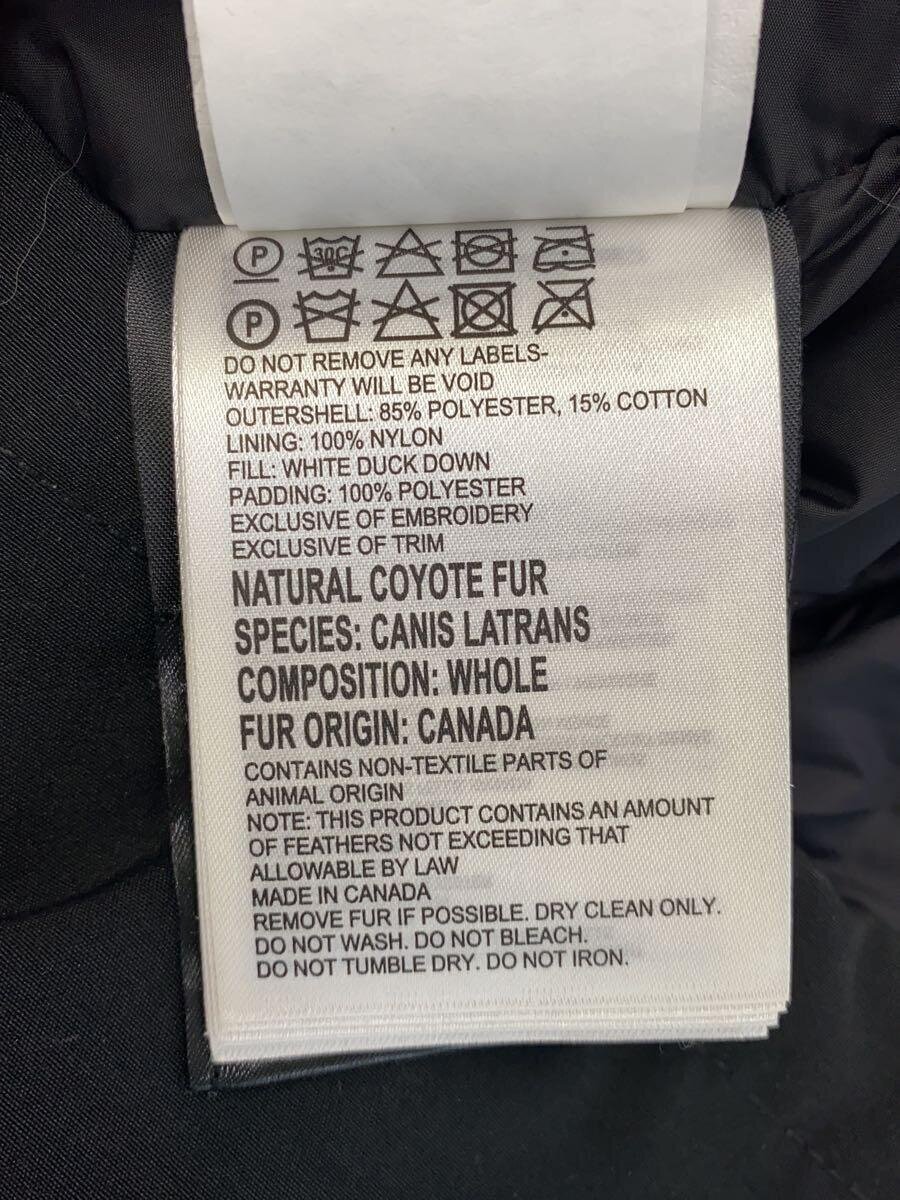 P 30C
P
DO NOT REMOVE ANY LABELS-
WARRANTY WILL BE VOID
OUTERSHELL: 85% POLYESTER, 15% COTTON
LINING: 100% NYLON
FILL: WHITE DUCK DOWN
PADDING: 100% POLYESTER
EXCLUSIVE OF EMBROIDERY
EXCLUSIVE OF TRIM
NATURAL COYOTE FUR
SPECIES: CANIS LATRANS
COMPOSITION: WHOLE
FUR ORIGIN: CANADA
CONTAINS NON-TEXTILE PARTS OF
ANIMAL ORIGIN
NOTE: THIS PRODUCT CONTAINS AN AMOUNT
OF FEATHERS NOT EXCEEDING THAT
ALLOWABLE BY LAW
MADE IN CANADA
REMOVE FUR IF POSSIBLE. DRY CLEAN ONLY.
DO NOT WASH. DO NOT BLEACH.
DO NOT TUMBLE DRY. DO NOT IRON.